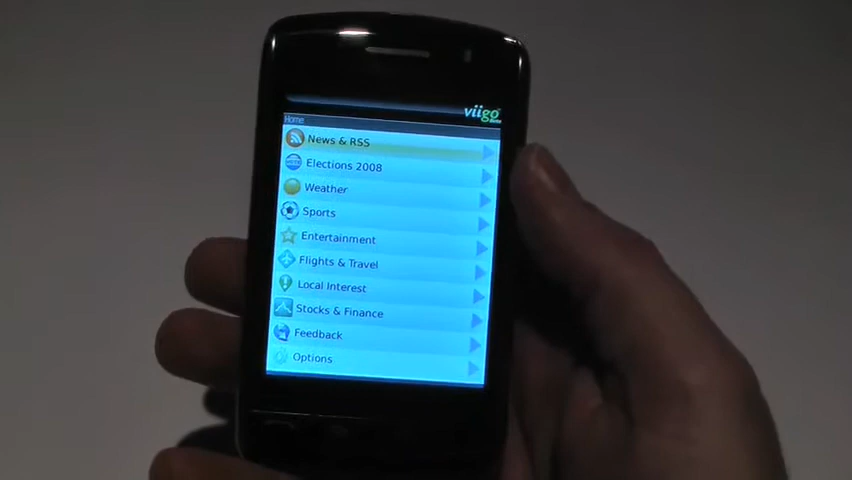 viigo
Beta
Home
News & RSS
Elections 2008
Weather
Sports
Entertainment
Flights & Travel
Local Interest
Stocks & Finance
Feedback
Options